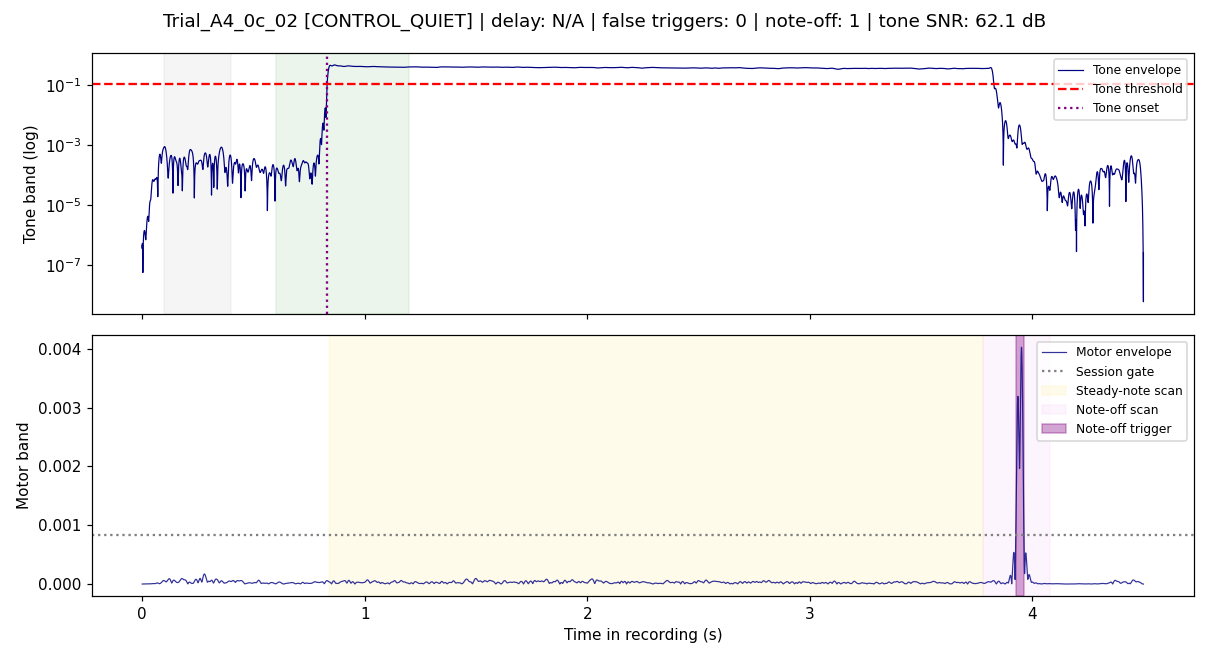 Trial_A4_0c_02 [CONTROL_QUIET] | delay: N/A | false triggers: 0 | note-off: 1 | tone SNR: 62.1 dB
Tone band (log)
10⁻¹
10⁻³
10⁻⁵
10⁻⁷
Tone envelope
Tone threshold
Tone onset
Motor band
0.004
0.003
0.002
0.001
0.000
Motor envelope
Session gate
Steady-note scan
Note-off scan
Note-off trigger
0 1 2 3 4
Time in recording (s)